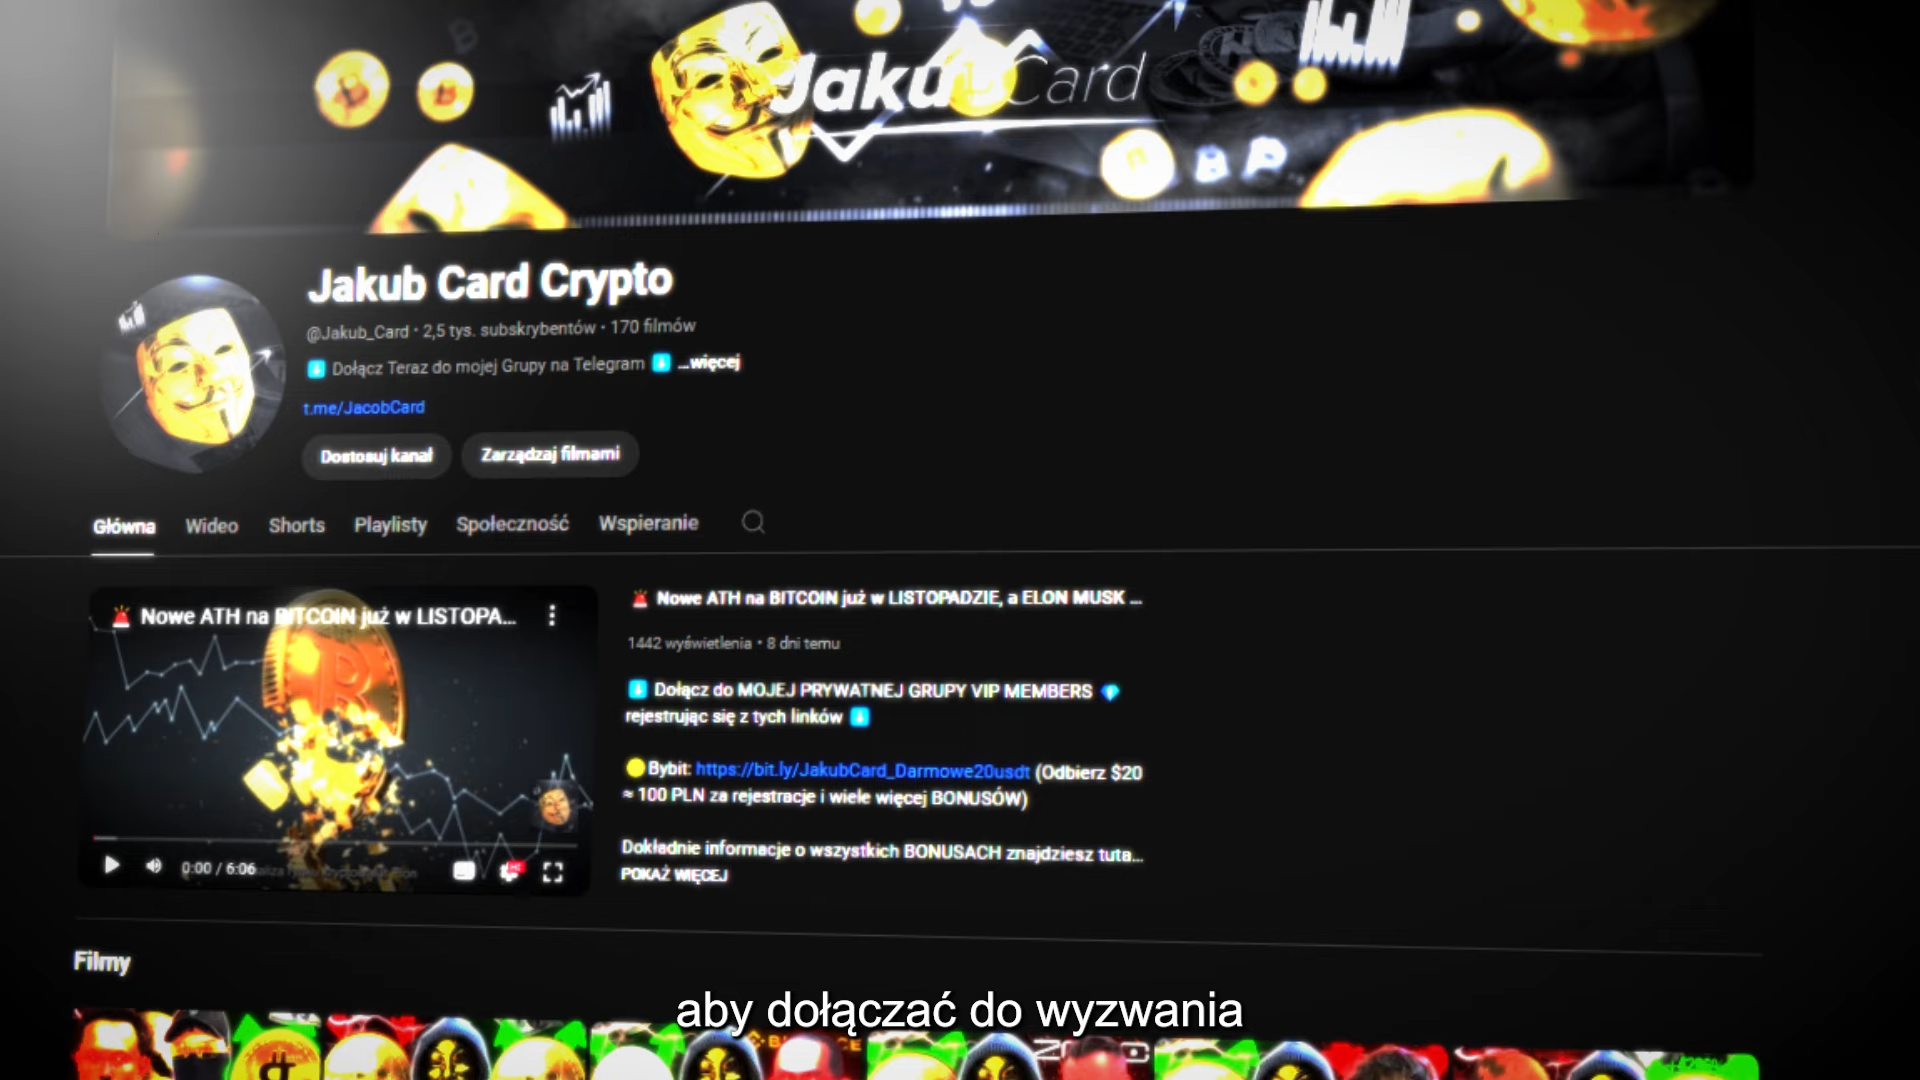 Jaku Card
Jakub Card Crypto
@Jakub_Card • 2,5 tys. subskrybentów • 170 filmów
Dołącz Teraz do mojej Grupy na Telegram ...więcej
t.me/JacobCard
Dostosuj kanał Zarządzaj filmami
Główna Wideo Shorts Playlisty Społeczność Wspieranie
Nowe ATH na BITCOIN już w LISTOPA...
0:00 / 6:06
Nowe ATH na BITCOIN już w LISTOPADZIE, a ELON MUSK ...
1442 wyświetlenia • 8 dni temu
Dołącz do MOJEJ PRYWATNEJ GRUPY VIP MEMBERS
rejestrując się z tych linków
Bybit: https://bit.ly/JakubCard_Darmowe20usdt (Odbierz $20
≈ 100 PLN za rejestracje i wiele więcej BONUSÓW)
Dokładnie informacje o wszystkich BONUSACH znajdziesz tuta...
POKAŻ WIĘCEJ
Filmy
aby dołączać do wyzwania